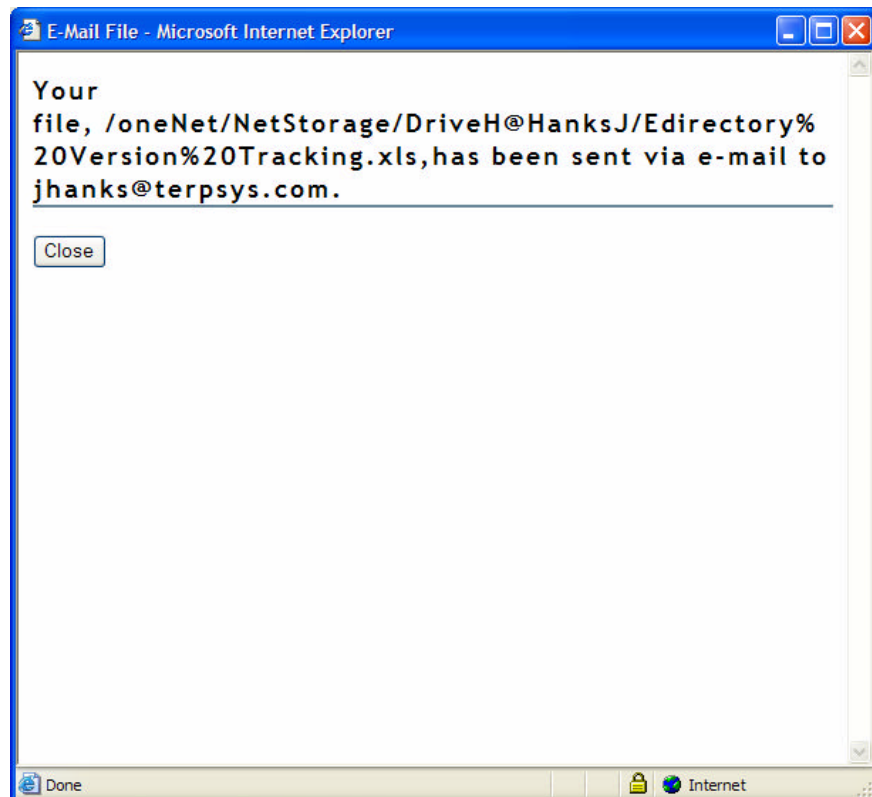 E-Mail File - Microsoft Internet Explorer
Your
file, /oneNet/NetStorage/DriveH@HanksJ/Edirectory%
20Version%20Tracking.xls,has been sent via e-mail to
jhanks@terpsys.com.
Close
Done
Internet